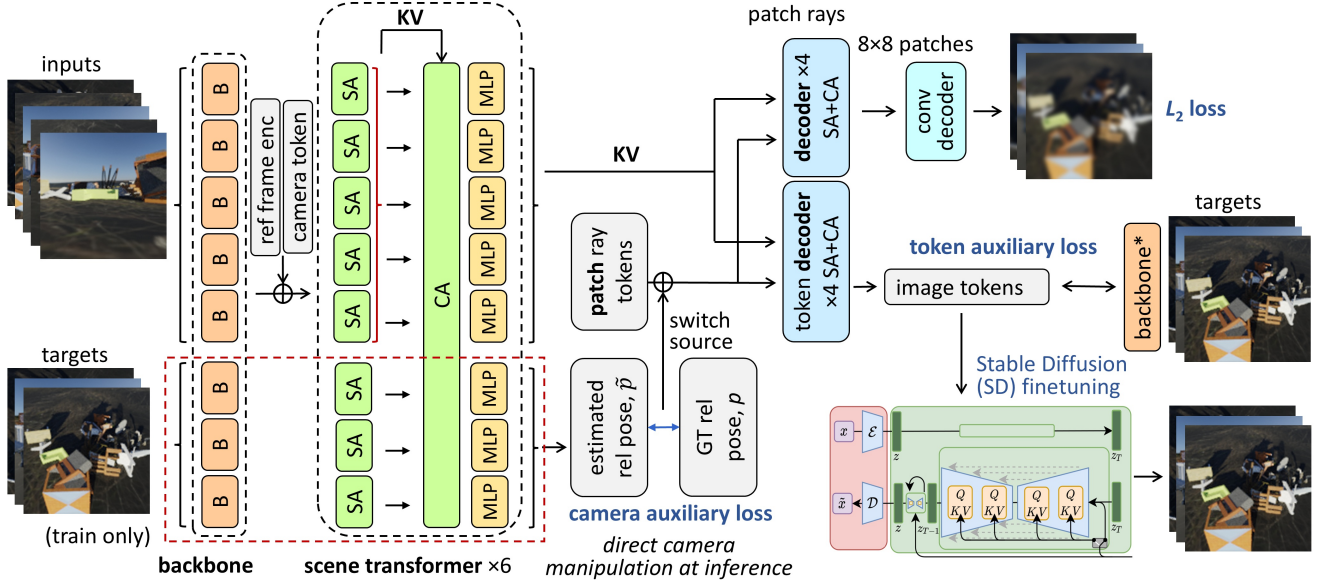 inputs
B
B
B
B
B
ref frame enc
camera token
KV
SA
SA
SA
SA
SA
CA
MLP
MLP
MLP
MLP
MLP
targets
(train only)
B
B
B
SA
SA
SA
MLP
MLP
MLP
backbone
scene transformer ×6
KV
patch ray
tokens
switch
source
estimated
rel pose, p̃
GT rel
pose, p
camera auxiliary loss
direct camera
manipulation at inference
patch rays
decoder ×4
SA+CA
token decoder
×4 SA+CA
8×8 patches
conv
decoder
L₂ loss
token auxiliary loss
image tokens
backbone*
targets
Stable Diffusion
(SD) finetuning
x
ℰ
z
z_T
x̃
𝒟
z
z_{T−1}
Q
K,V
Q
K,V
Q
K,V
Q
K,V
z_T